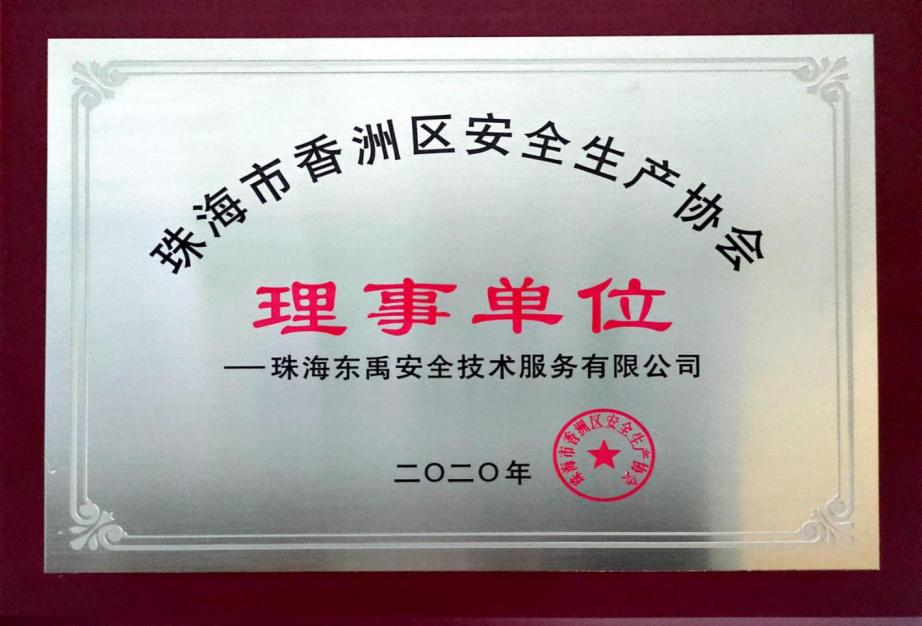 珠海市香洲区安全生产协会
理事单位
——珠海东禹安全技术服务有限公司
二〇二〇年
珠海市香洲区安全生产协会